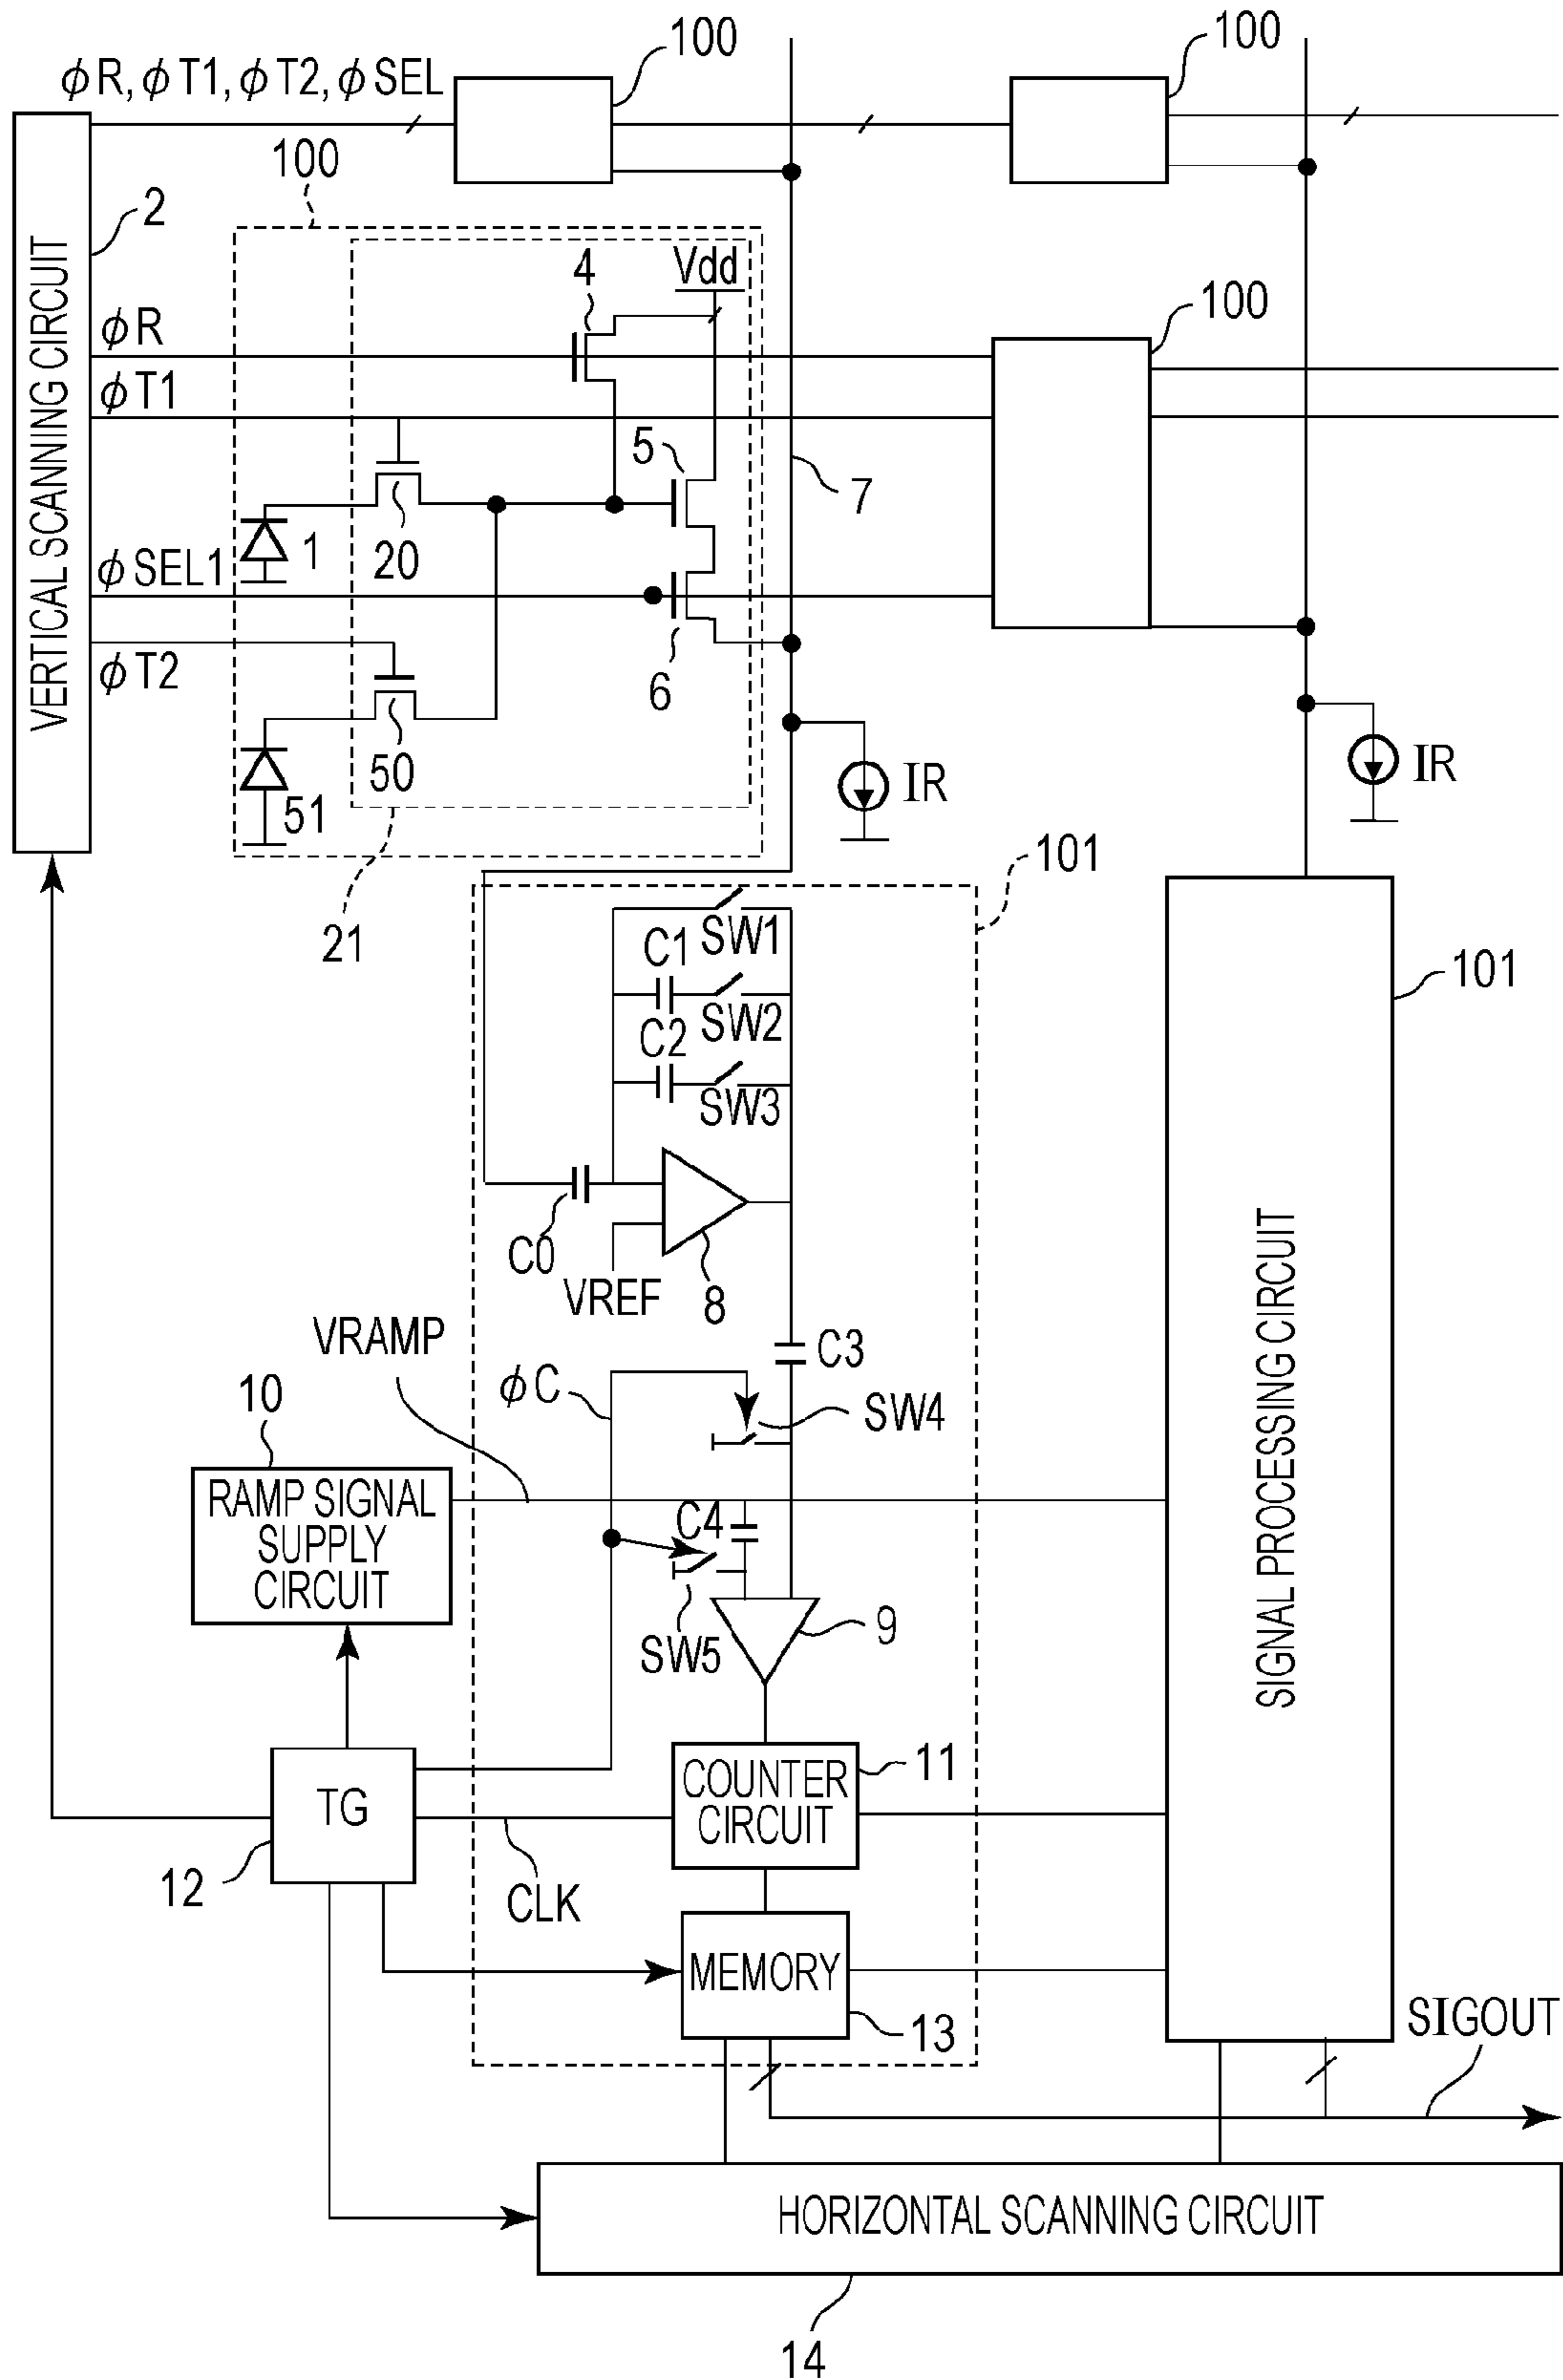 100
100
ϕR, ϕT1, ϕT2, ϕSEL
100
2
VERTICAL SCANNING CIRCUIT
4
Vdd
100
ϕR
ϕT1
5
7
1
20
ϕSEL1
6
ϕT2
50
51
IR
IR
21
101
SW1
C1
101
SW2
C2
SW3
C0
VREF
8
SIGNAL PROCESSING CIRCUIT
VRAMP
C3
10
ϕC
SW4
RAMP SIGNAL
SUPPLY
CIRCUIT
C4
SW5
9
11
COUNTER
CIRCUIT
TG
12
CLK
MEMORY
13
SIGOUT
HORIZONTAL SCANNING CIRCUIT
14